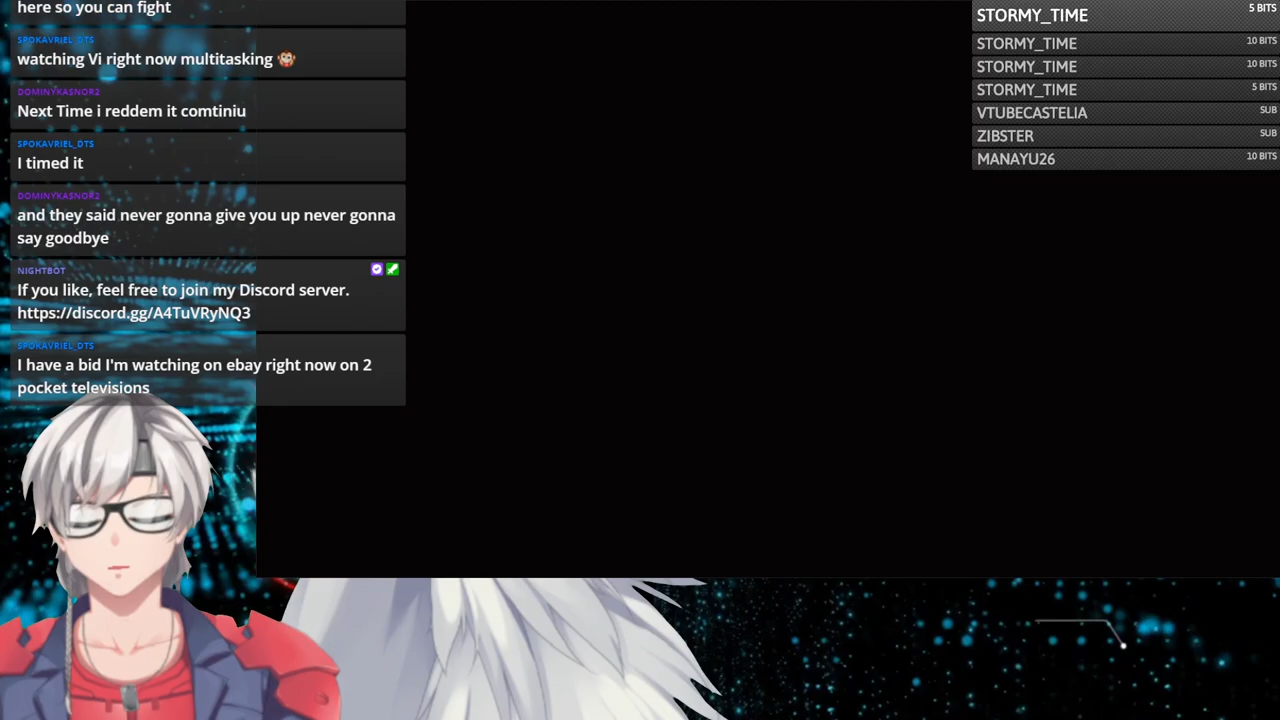 here so you can fight
SPOKAVRIEL_DTS
watching Vi right now multitasking
DOMINYKASNOR2
Next Time i reddem it comtiniu
SPOKAVRIEL_DTS
I timed it
DOMINYKASNOR2
and they said never gonna give you up never gonna
say goodbye
NIGHTBOT
If you like, feel free to join my Discord server.
https://discord.gg/A4TuVRyNQ3
SPOKAVRIEL_DTS
I have a bid I'm watching on ebay right now on 2
pocket televisions
STORMY_TIME 5 BITS
STORMY_TIME 10 BITS
STORMY_TIME 10 BITS
STORMY_TIME 5 BITS
VTUBECASTELIA SUB
ZIBSTER SUB
MANAYU26 10 BITS